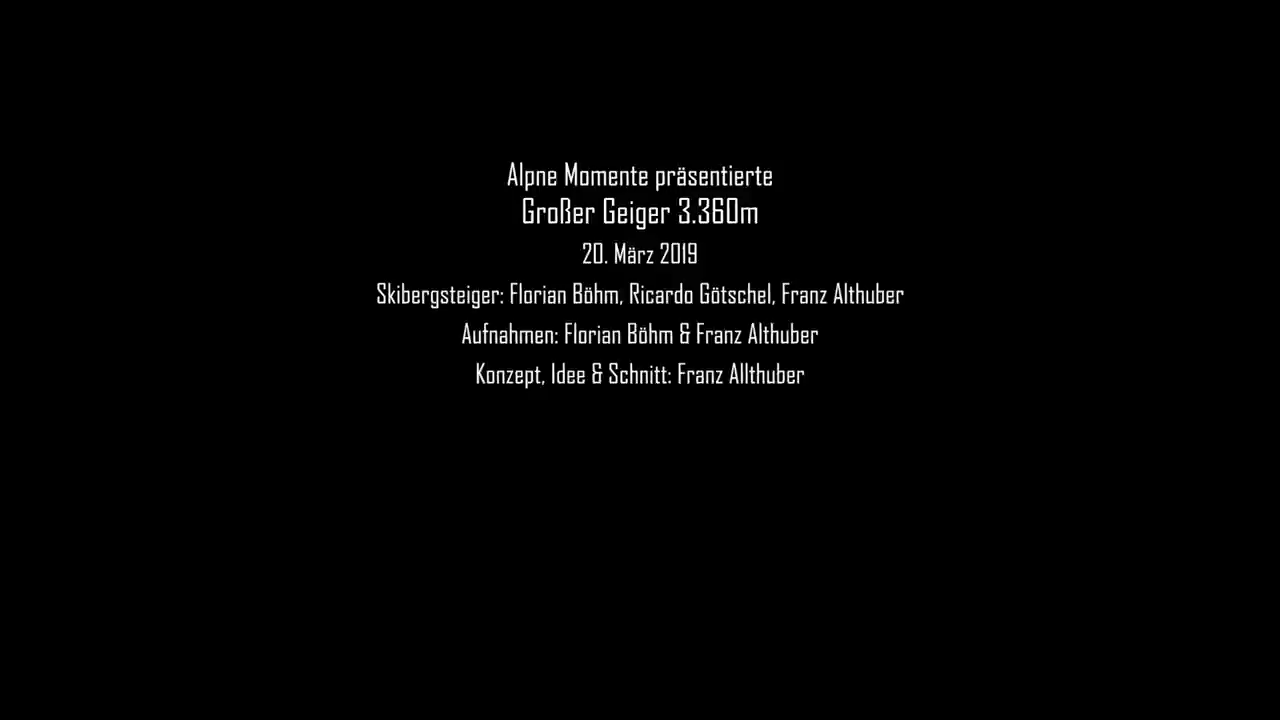 Alpne Momente präsentierte
Großer Geiger 3.360m
20. März 2019
Skibergsteiger: Florian Böhm, Ricardo Götschel, Franz Althuber
Aufnahmen: Florian Böhm & Franz Althuber
Konzept, Idee & Schnitt: Franz Allthuber